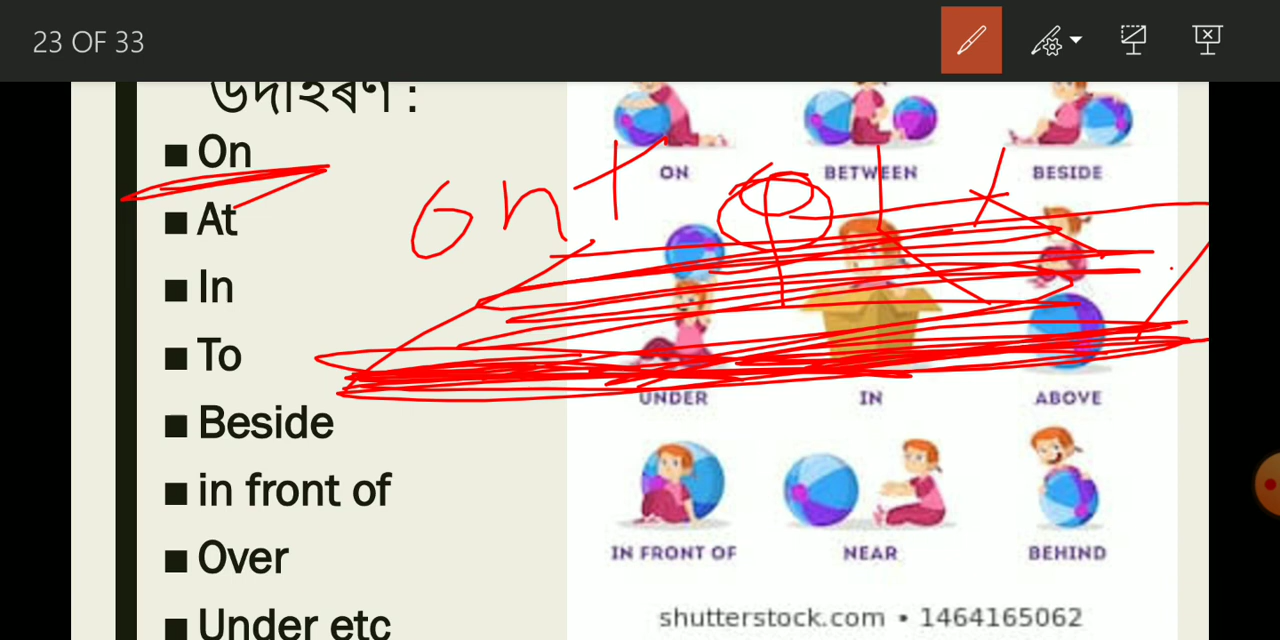 23 OF 33
উদাহৰণ :
■ On
■ At
■ In
■ To
■ Beside
■ in front of
■ Over
■ Under etc
ON BETWEEN BESIDE
UNDER IN ABOVE
IN FRONT OF NEAR BEHIND
shutterstock.com • 1464165062